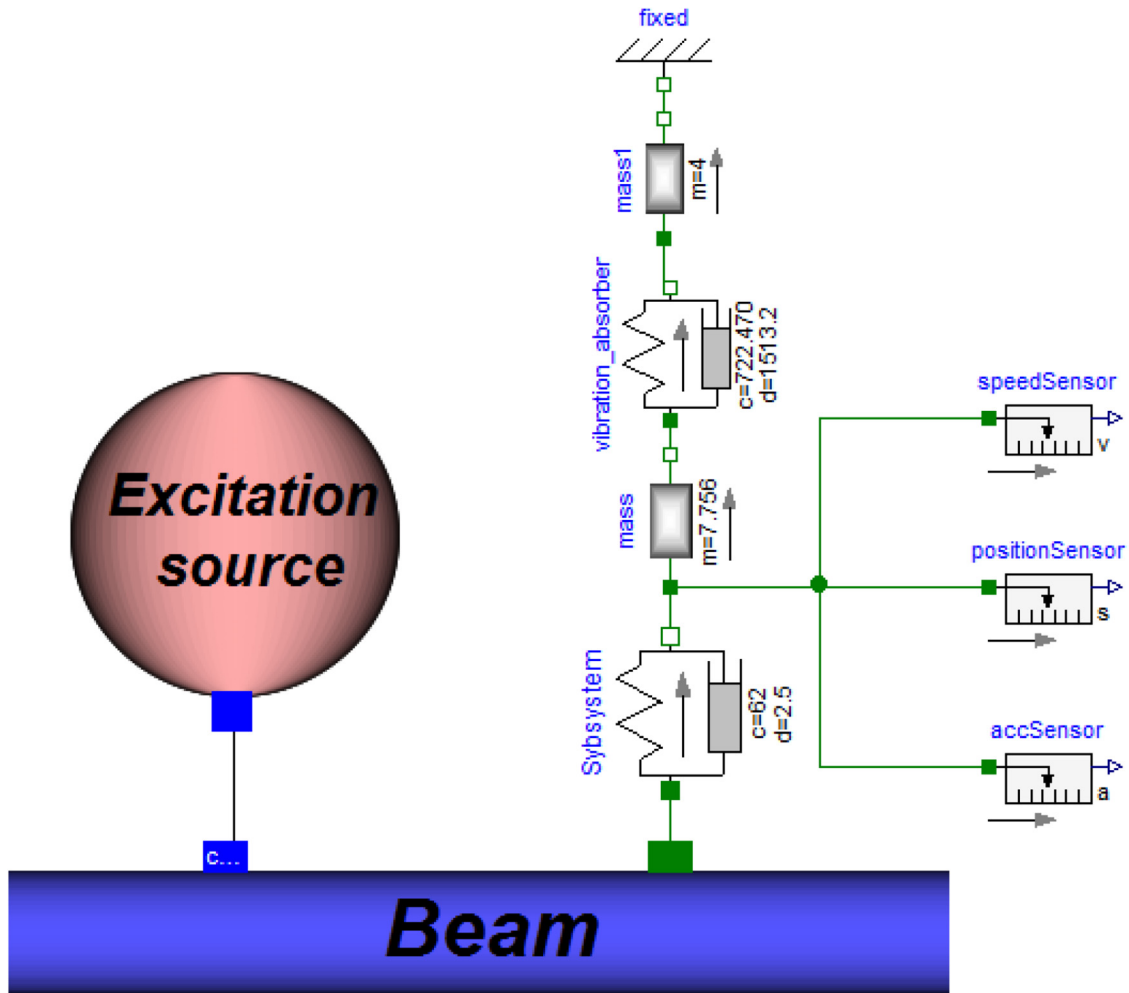 fixed
mass1
m=4
vibration_absorber
c=722.470
d=1513.2
speedSensor
v
Excitation
source
mass
m=7.756
positionSensor
s
Sybsystem
c=62
d=2.5
accSensor
a
c...
Beam